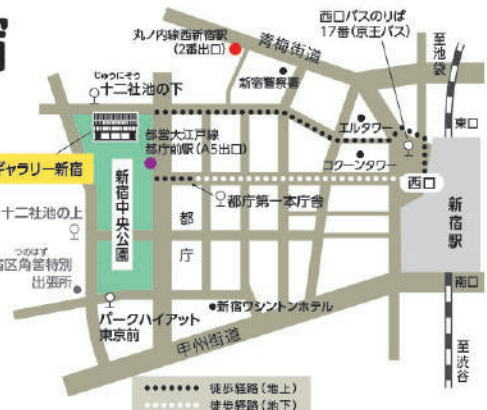 宿
丸ノ内線西新宿駅
(2番出口)
青梅街道
西口バスのりば
17番(京王バス)
至池袋
じゅうにそう
十二社池の下
新宿警察署
エルタワー
東口
都営大江戸線
都庁前駅(A5出口)
コクーンタワー
ギャラリー新宿
新宿中央公園
西口
都庁第一本庁舎
新宿駅
十二社池の上
都庁
つのはず
宿区角筈特別
出張所
南口
パークハイアット
東京前
新宿ワシントンホテル
甲州街道
至渋谷
徒歩経路(地上)
徒歩経路(地下)